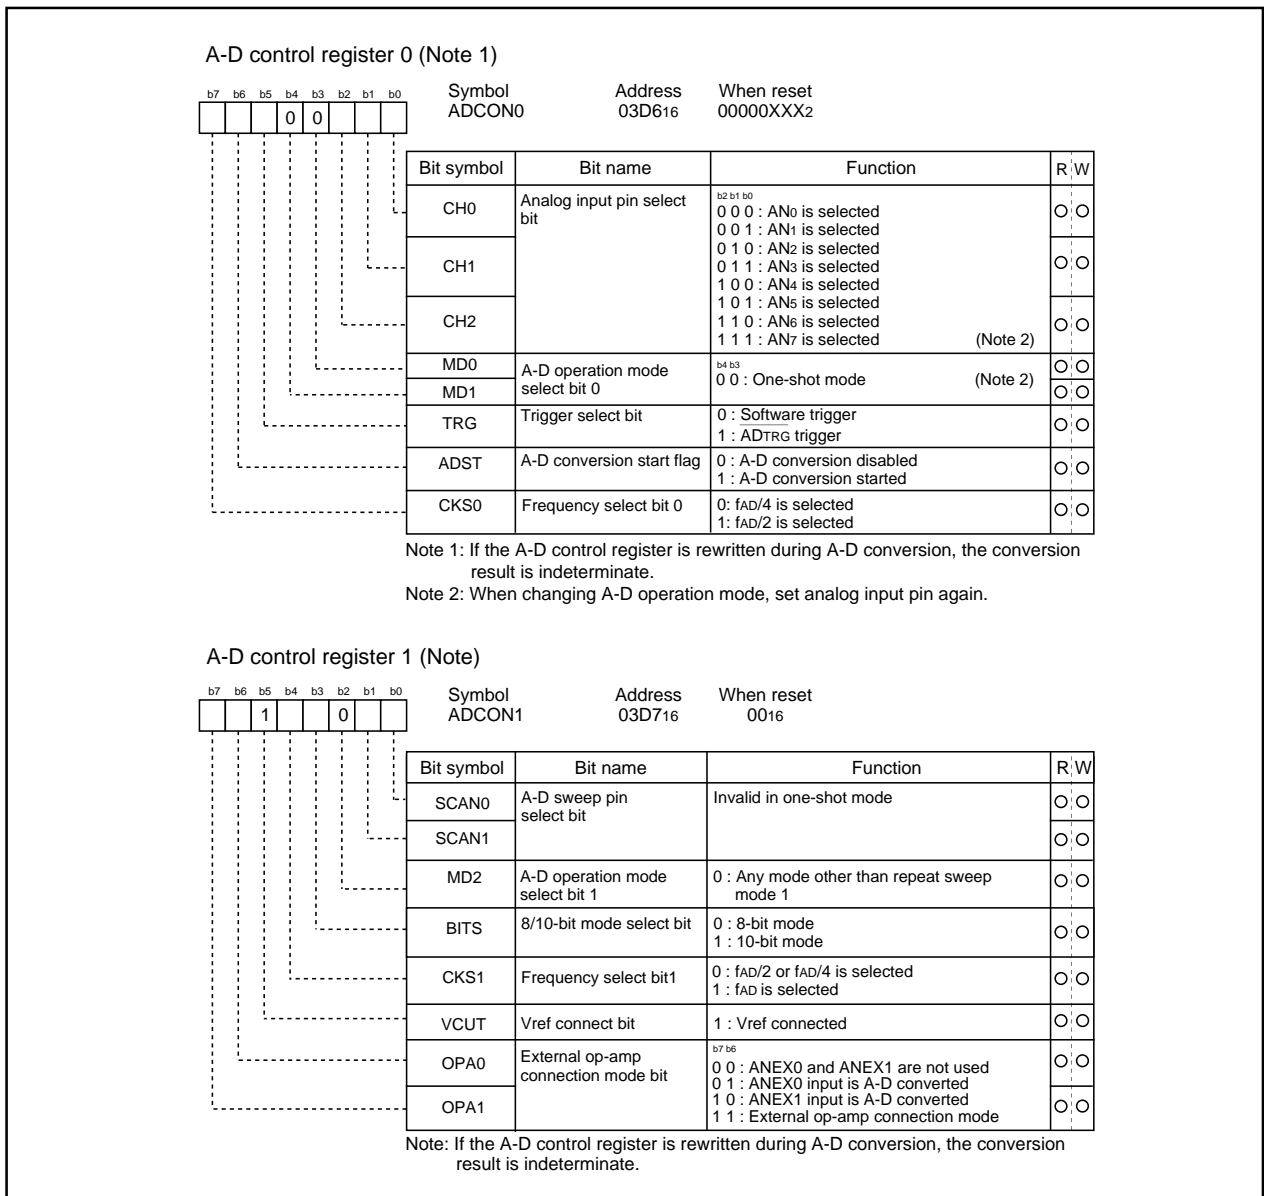 A-D control register 0 (Note 1)
b7 b6 b5 b4 b3 b2 b1 b0
0 0
Symbol Address When reset
ADCON0 03D616 00000XXX2
Bit symbol Bit name Function R W
CH0 Analog input pin select bit
b2 b1 b0
0 0 0 : AN0 is selected
0 0 1 : AN1 is selected
0 1 0 : AN2 is selected
CH1 0 1 1 : AN3 is selected
1 0 0 : AN4 is selected
1 0 1 : AN5 is selected
CH2 1 1 0 : AN6 is selected
1 1 1 : AN7 is selected (Note 2)
MD0 A-D operation mode
b4 b3
MD1 select bit 0 0 0 : One-shot mode (Note 2)
TRG Trigger select bit 0 : Software trigger
1 : ADTRG trigger
ADST A-D conversion start flag 0 : A-D conversion disabled
1 : A-D conversion started
CKS0 Frequency select bit 0 0: fAD/4 is selected
1: fAD/2 is selected
Note 1: If the A-D control register is rewritten during A-D conversion, the conversion
result is indeterminate.
Note 2: When changing A-D operation mode, set analog input pin again.
A-D control register 1 (Note)
b7 b6 b5 b4 b3 b2 b1 b0
1 0
Symbol Address When reset
ADCON1 03D716 0016
Bit symbol Bit name Function R W
SCAN0 A-D sweep pin Invalid in one-shot mode
select bit
SCAN1
MD2 A-D operation mode 0 : Any mode other than repeat sweep
select bit 1 mode 1
BITS 8/10-bit mode select bit 0 : 8-bit mode
1 : 10-bit mode
CKS1 Frequency select bit1 0 : fAD/2 or fAD/4 is selected
1 : fAD is selected
VCUT Vref connect bit 1 : Vref connected
OPA0 External op-amp
connection mode bit
b7 b6
0 0 : ANEX0 and ANEX1 are not used
0 1 : ANEX0 input is A-D converted
1 0 : ANEX1 input is A-D converted
OPA1 1 1 : External op-amp connection mode
Note: If the A-D control register is rewritten during A-D conversion, the conversion
result is indeterminate.